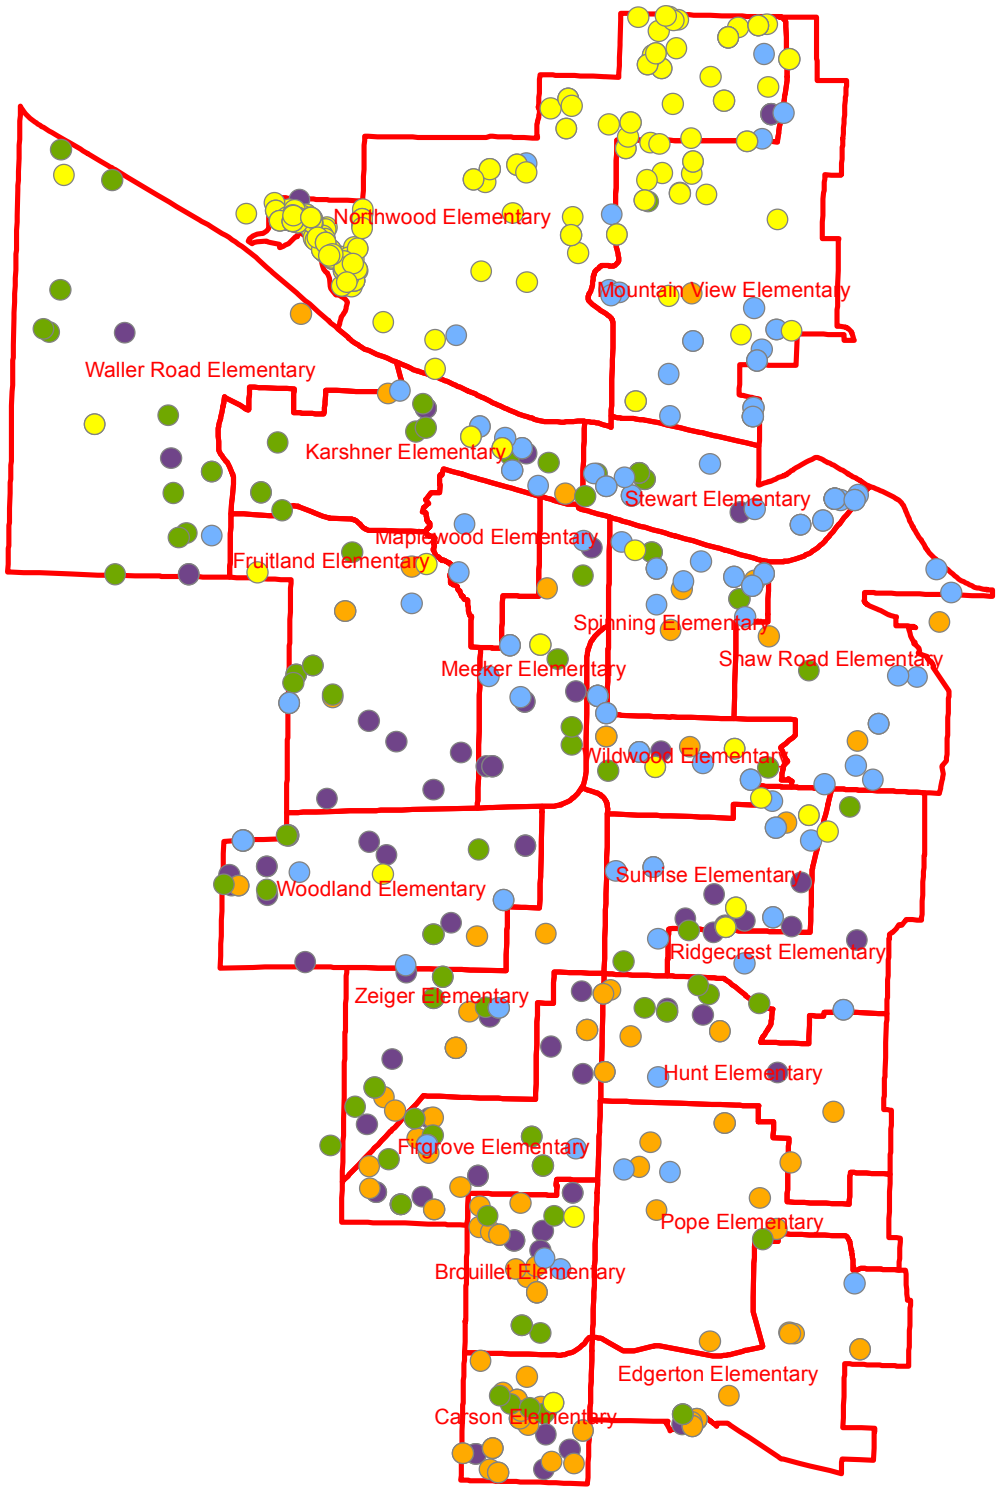 Northwood Elementary
Mountain View Elementary
Waller Road Elementary
Karshner Elementary
Stewart Elementary
Maplewood Elementary
Fruitland Elementary
Spinning Elementary
Shaw Road Elementary
Meeker Elementary
Wildwood Elementary
Sunrise Elementary
Woodland Elementary
Ridgecrest Elementary
Zeiger Elementary
Hunt Elementary
Firgrove Elementary
Pope Elementary
Brouillet Elementary
Edgerton Elementary
Carson Elementary